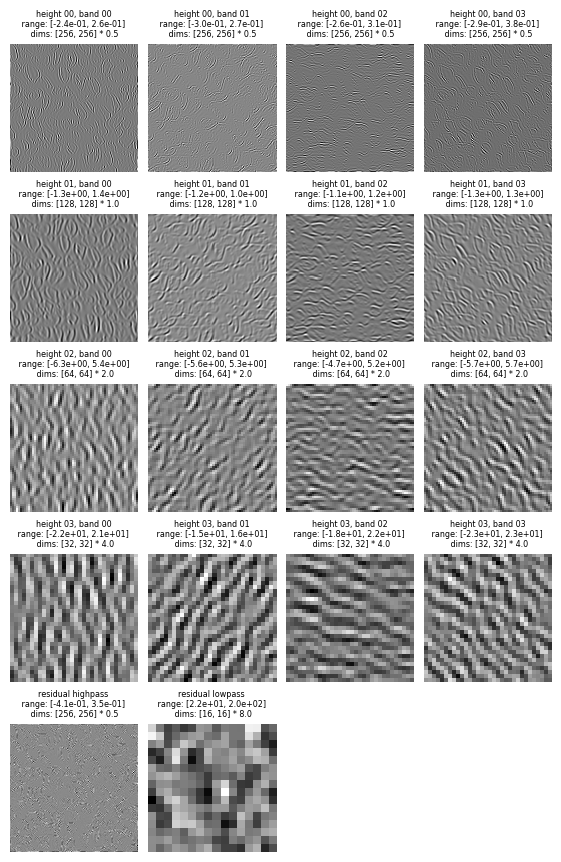 height 00, band 00
range: [-2.4e-01, 2.6e-01]
dims: [256, 256] * 0.5
height 00, band 01
range: [-3.0e-01, 2.7e-01]
dims: [256, 256] * 0.5
height 00, band 02
range: [-2.6e-01, 3.1e-01]
dims: [256, 256] * 0.5
height 00, band 03
range: [-2.9e-01, 3.8e-01]
dims: [256, 256] * 0.5
height 01, band 00
range: [-1.3e+00, 1.4e+00]
dims: [128, 128] * 1.0
height 01, band 01
range: [-1.2e+00, 1.0e+00]
dims: [128, 128] * 1.0
height 01, band 02
range: [-1.1e+00, 1.2e+00]
dims: [128, 128] * 1.0
height 01, band 03
range: [-1.3e+00, 1.3e+00]
dims: [128, 128] * 1.0
height 02, band 00
range: [-6.3e+00, 5.4e+00]
dims: [64, 64] * 2.0
height 02, band 01
range: [-5.6e+00, 5.3e+00]
dims: [64, 64] * 2.0
height 02, band 02
range: [-4.7e+00, 5.2e+00]
dims: [64, 64] * 2.0
height 02, band 03
range: [-5.7e+00, 5.7e+00]
dims: [64, 64] * 2.0
height 03, band 00
range: [-2.2e+01, 2.1e+01]
dims: [32, 32] * 4.0
height 03, band 01
range: [-1.5e+01, 1.6e+01]
dims: [32, 32] * 4.0
height 03, band 02
range: [-1.8e+01, 2.2e+01]
dims: [32, 32] * 4.0
height 03, band 03
range: [-2.3e+01, 2.3e+01]
dims: [32, 32] * 4.0
residual highpass
range: [-4.1e-01, 3.5e-01]
dims: [256, 256] * 0.5
residual lowpass
range: [2.2e+01, 2.0e+02]
dims: [16, 16] * 8.0